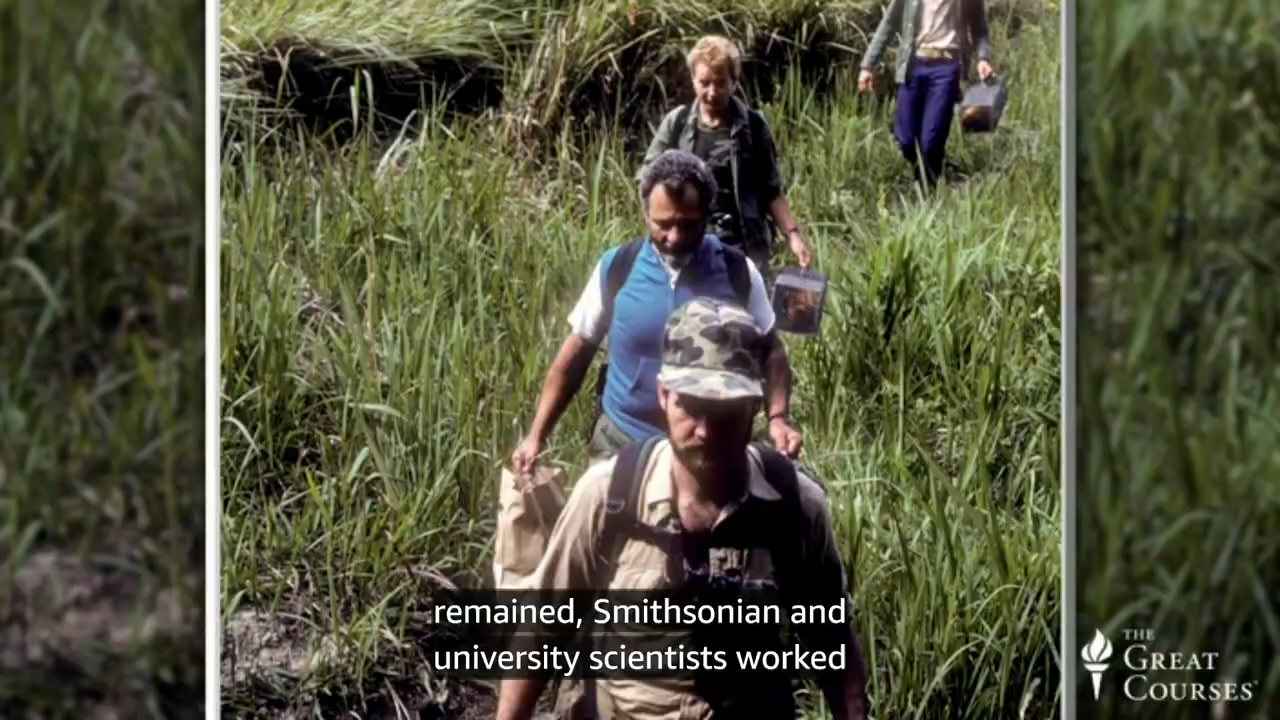 remained, Smithsonian and
university scientists worked
THE
GREAT
COURSES